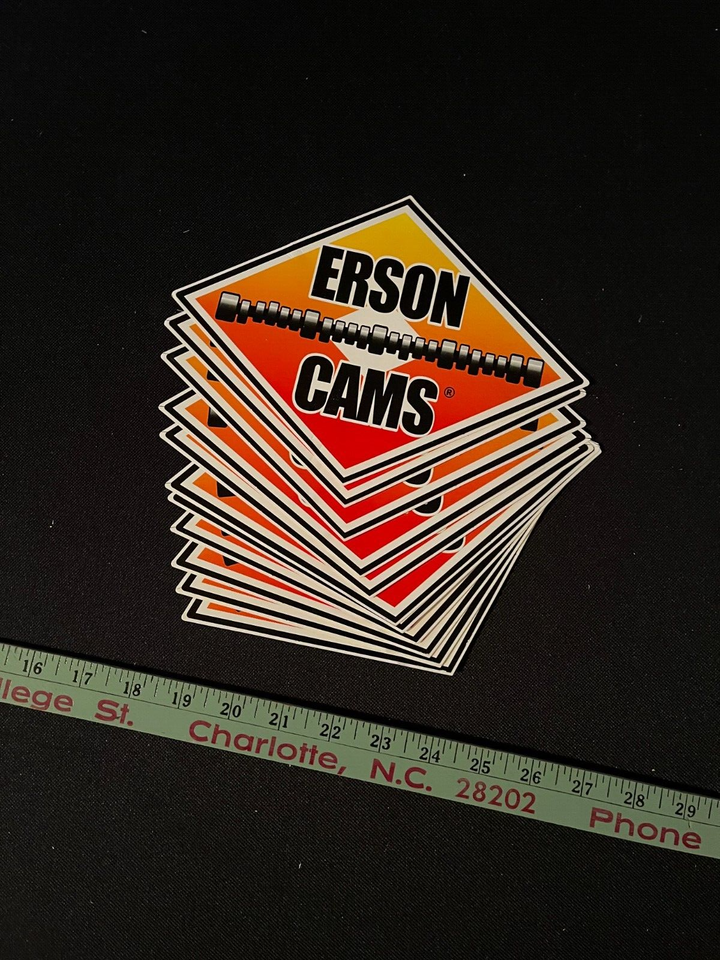 ERSON
CAMS®
16 17 18 19 20 21 22 23 24 25 26 27 28 29
llege St. Charlotte, N.C. 28202 Phone